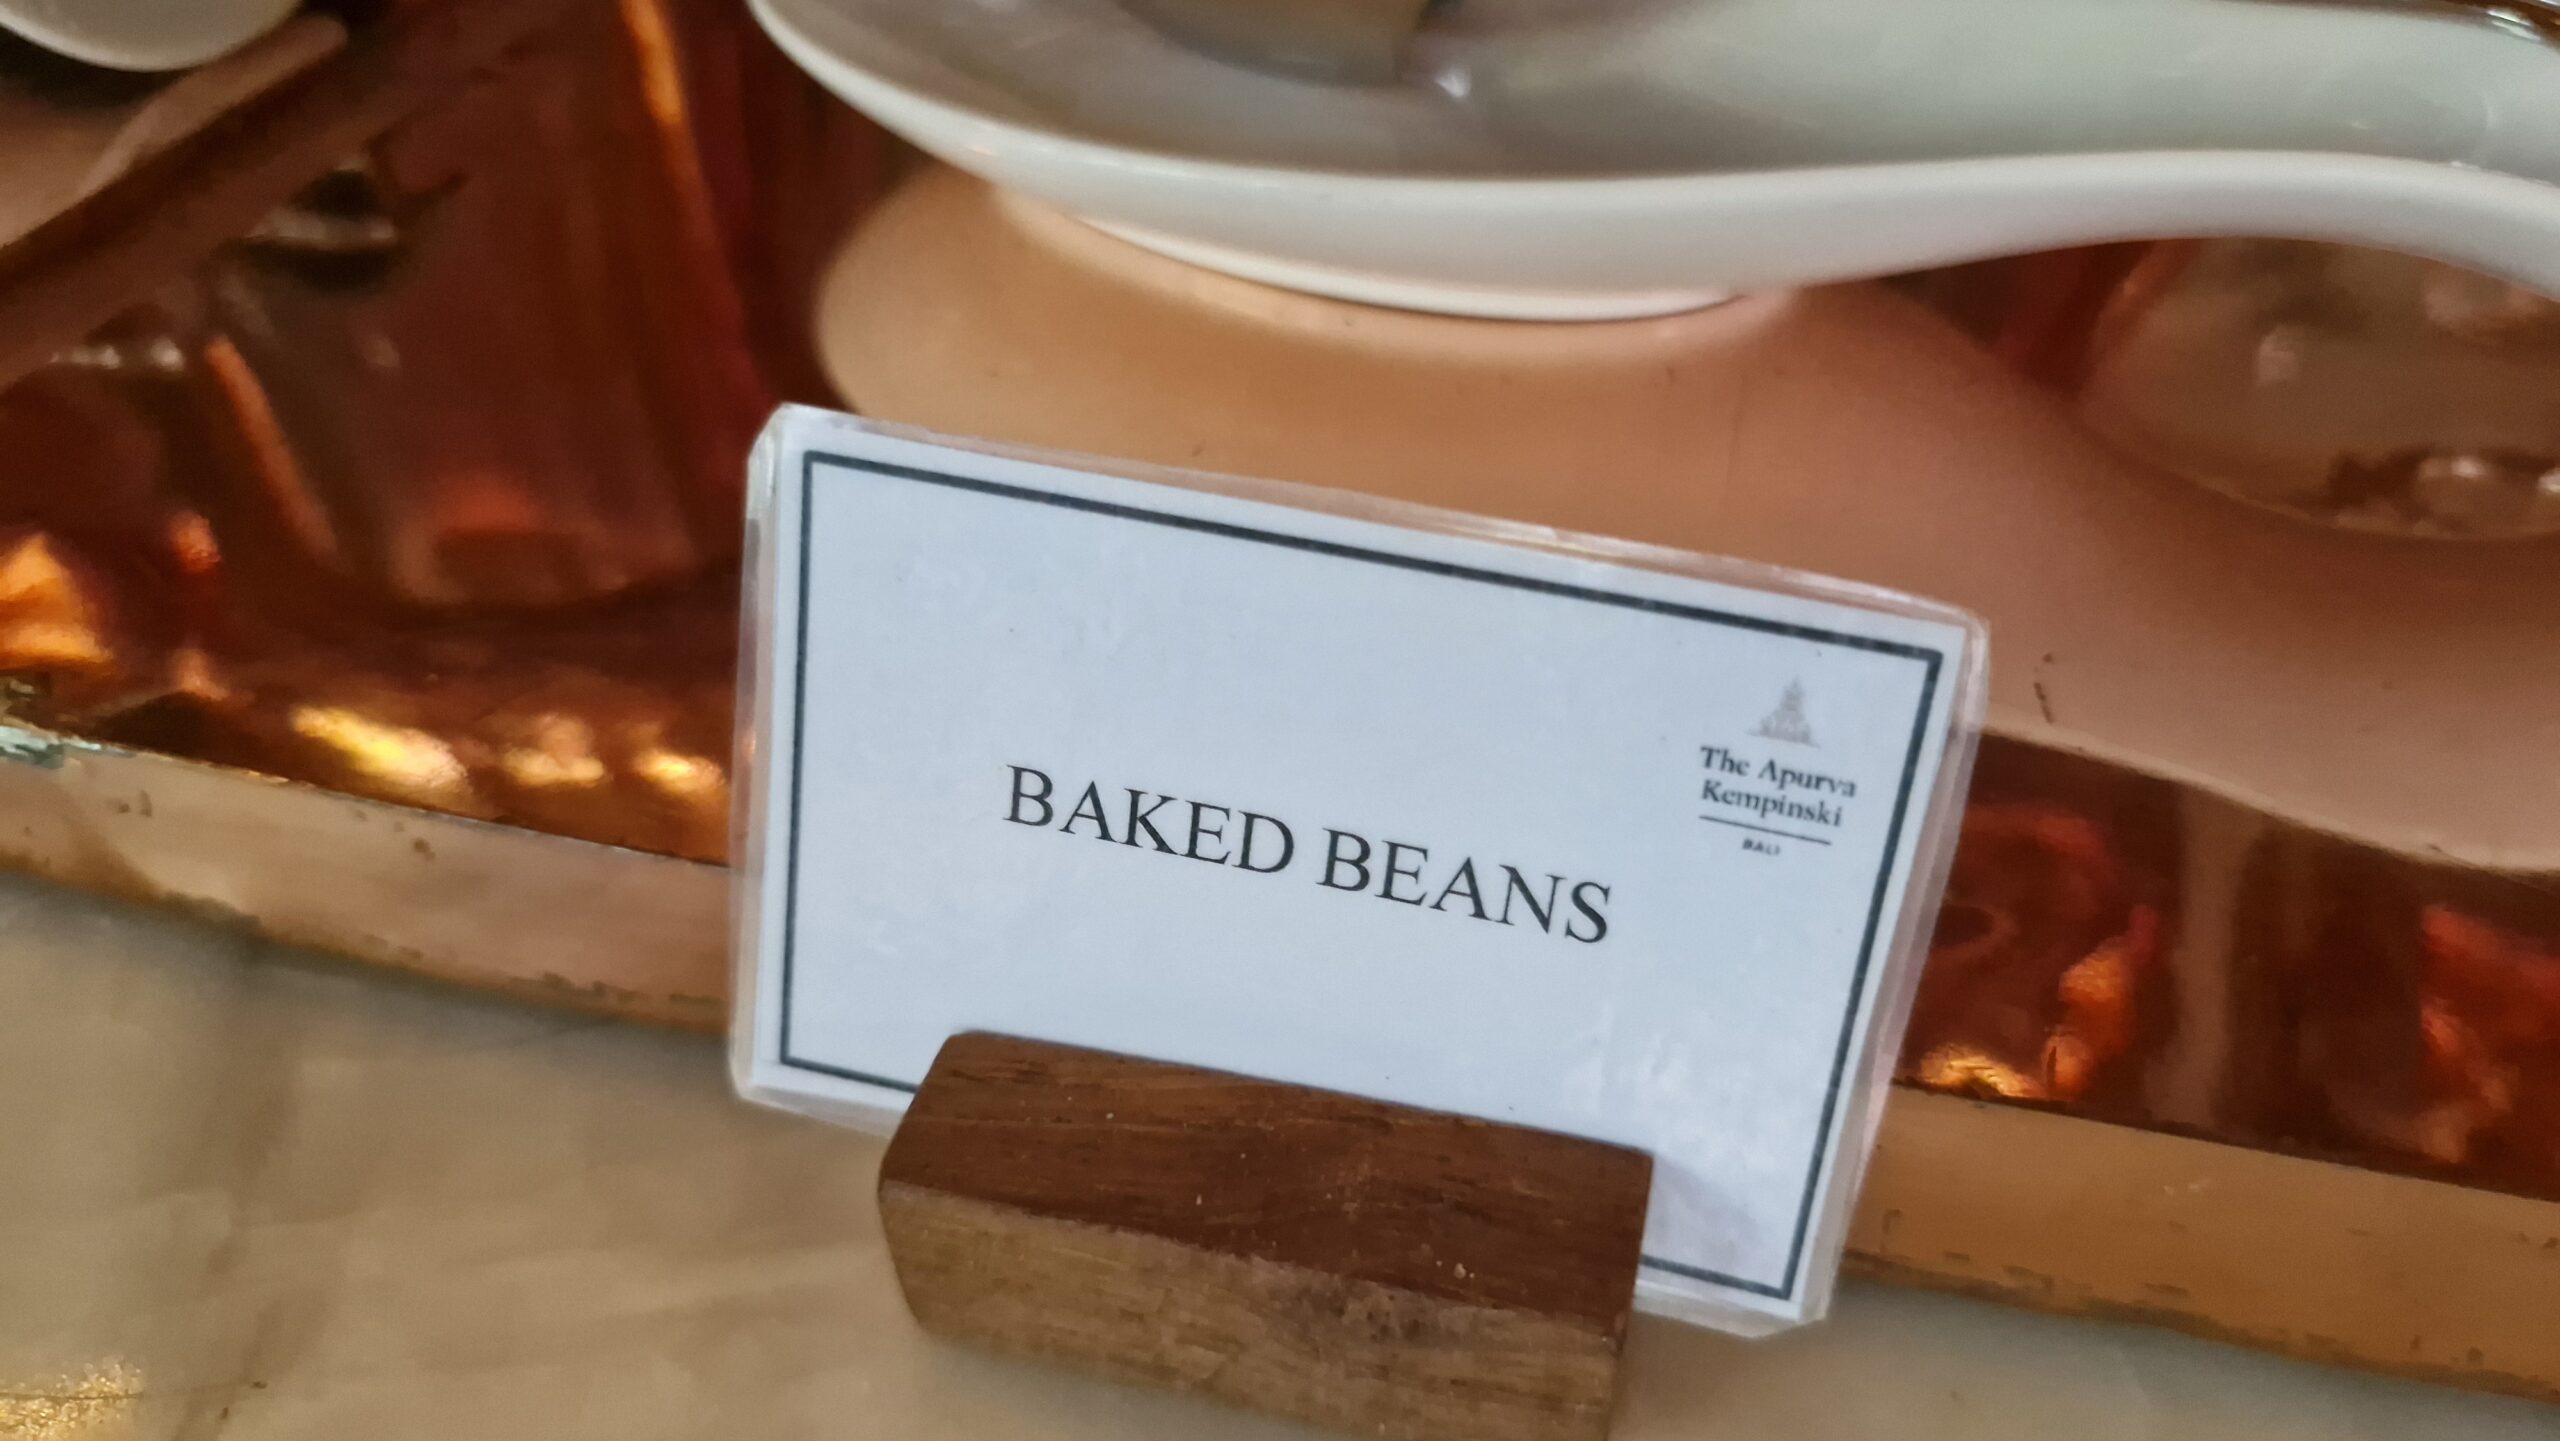 The Apurva
Kempinski
BALI
BAKED BEANS